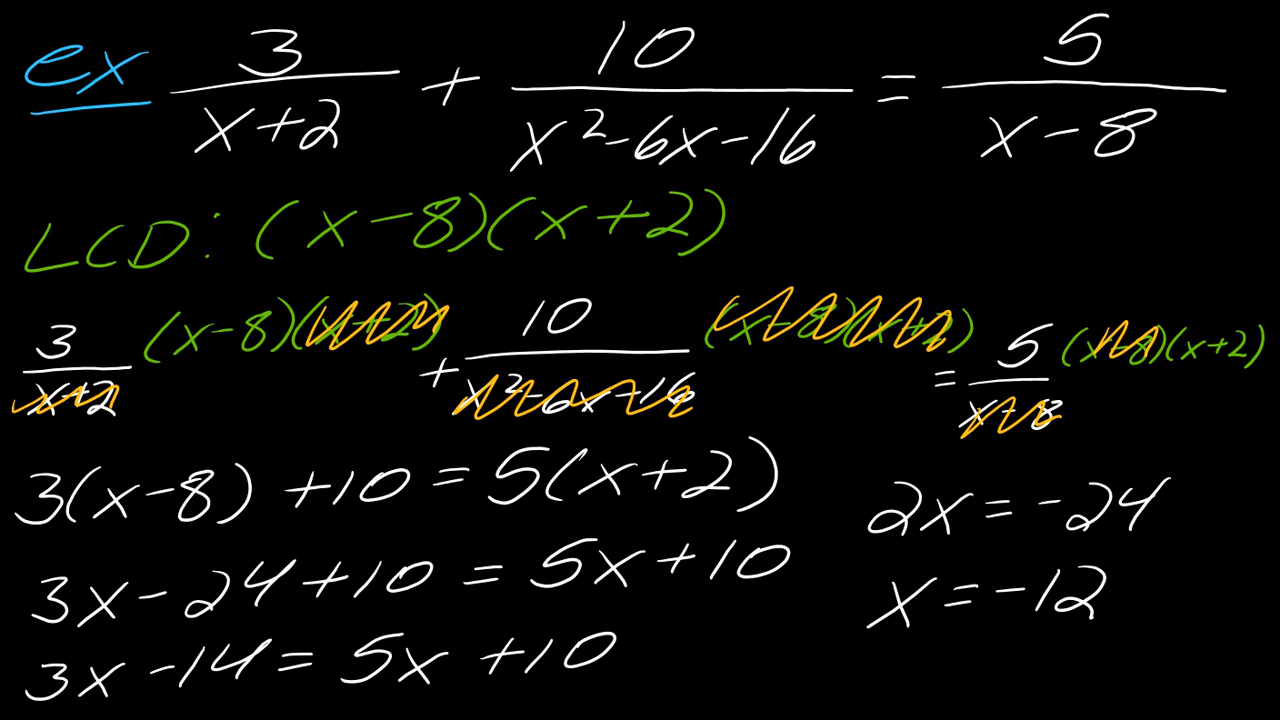 ex 3/(x+2) + 10/(x²-6x-16) = 5/(x-8)
LCD: (x-8)(x+2)
3/(x+2) (x-8)(x+2) + 10/(x²-6x-16) (x-8)(x+2) = 5/(x-8) (x-8)(x+2)
3(x-8) +10 = 5(x+2)
3x-24+10 = 5x+10
3x-14 = 5x+10
2x = -24
x = -12